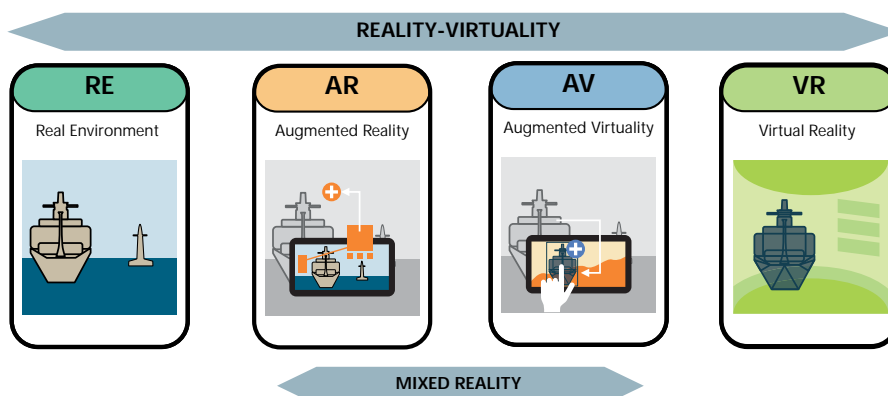 REALITY-VIRTUALITY
RE
Real Environment
AR
Augmented Reality
AV
Augmented Virtuality
VR
Virtual Reality
MIXED REALITY